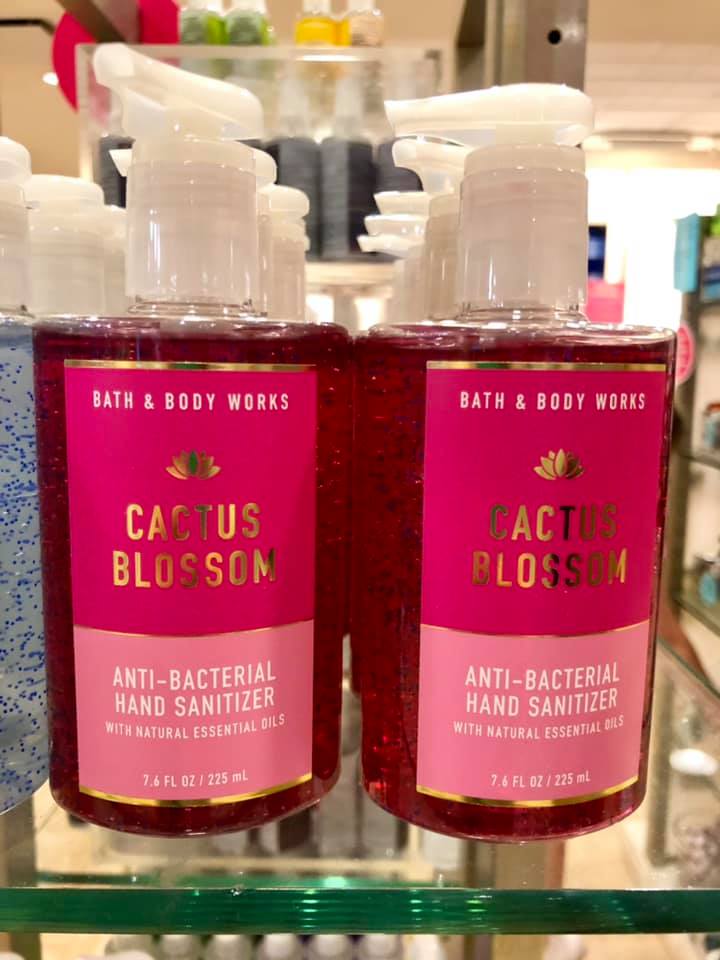 BATH & BODY WORKS
CACTUS
BLOSSOM
ANTI-BACTERIAL
HAND SANITIZER
WITH NATURAL ESSENTIAL OILS
7.6 FL OZ / 225 mL
BATH & BODY WORKS
CACTUS
BLOSSOM
ANTI-BACTERIAL
HAND SANITIZER
WITH NATURAL ESSENTIAL OILS
7.6 FL OZ / 225 mL